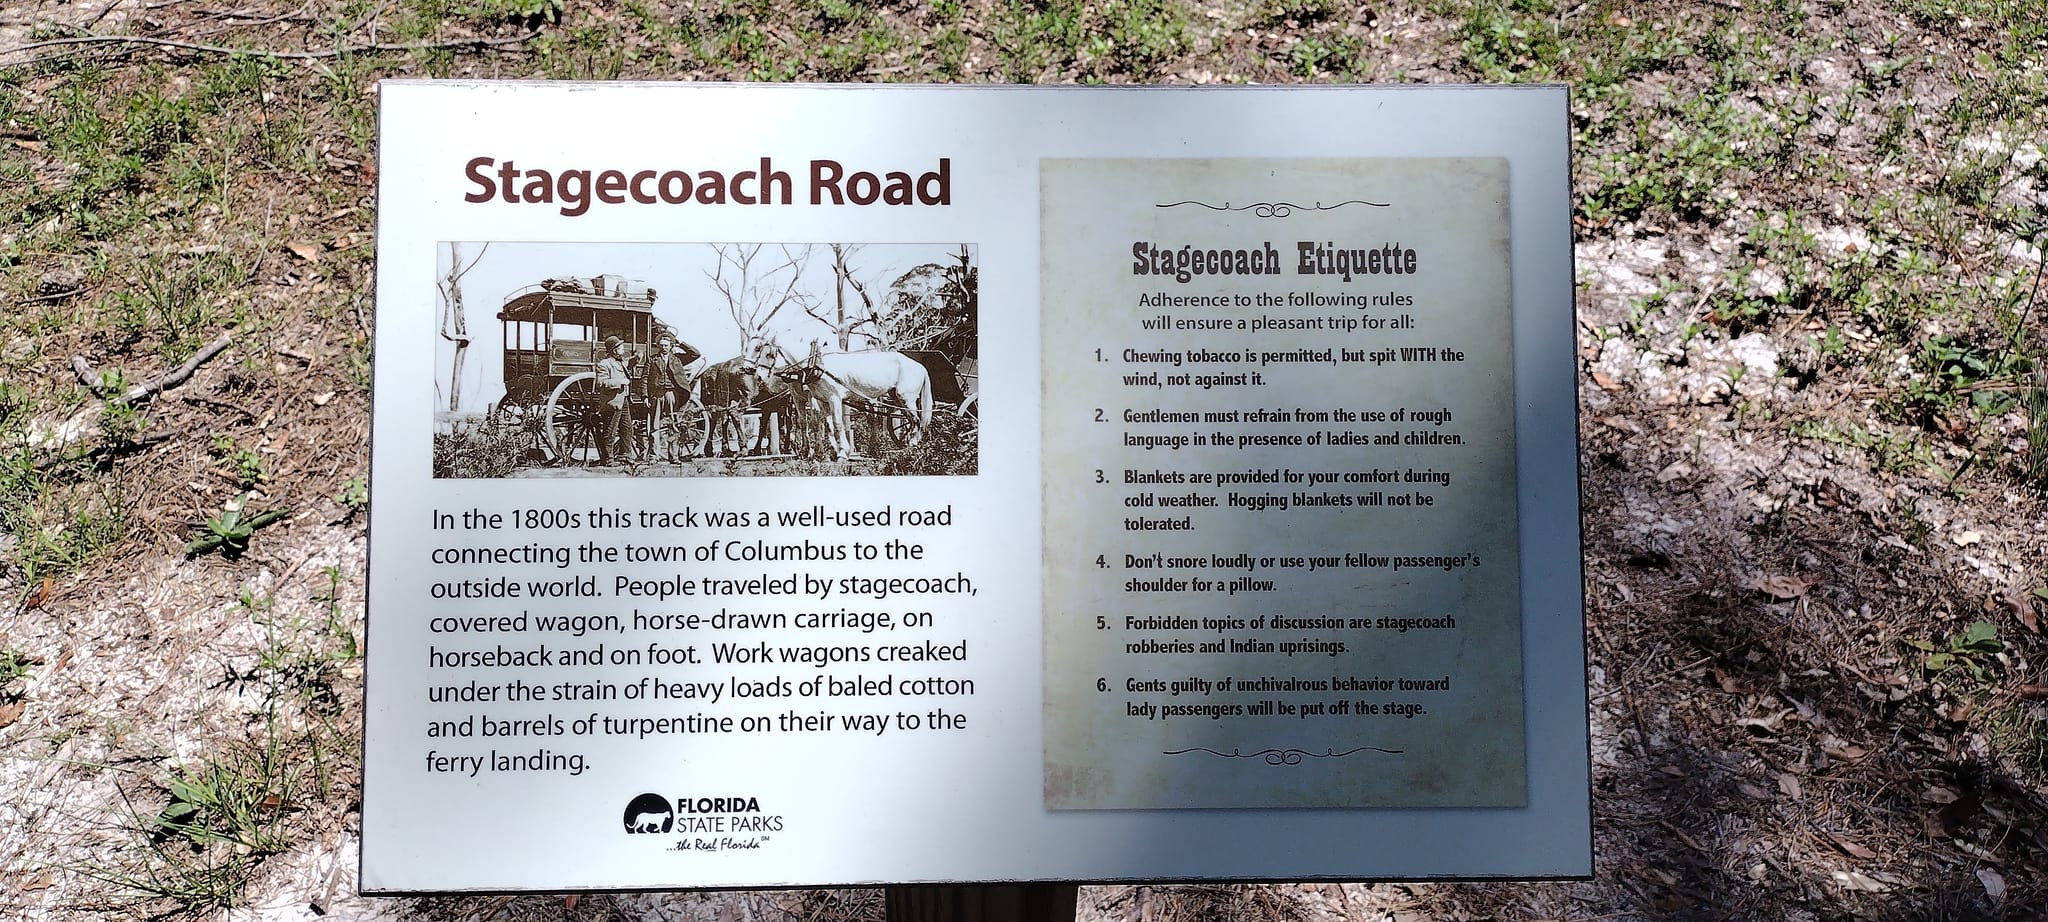 Stagecoach Road
In the 1800s this track was a well-used road
connecting the town of Columbus to the
outside world.  People traveled by stagecoach,
covered wagon, horse-drawn carriage, on
horseback and on foot.  Work wagons creaked
under the strain of heavy loads of baled cotton
and barrels of turpentine on their way to the
ferry landing.
FLORIDA
STATE PARKS
...the Real Florida℠
Stagecoach Etiquette
Adherence to the following rules
will ensure a pleasant trip for all:
1. Chewing tobacco is permitted, but spit WITH the
wind, not against it.
2. Gentlemen must refrain from the use of rough
language in the presence of ladies and children.
3. Blankets are provided for your comfort during
cold weather.  Hogging blankets will not be
tolerated.
4. Don't snore loudly or use your fellow passenger's
shoulder for a pillow.
5. Forbidden topics of discussion are stagecoach
robberies and Indian uprisings.
6. Gents guilty of unchivalrous behavior toward
lady passengers will be put off the stage.